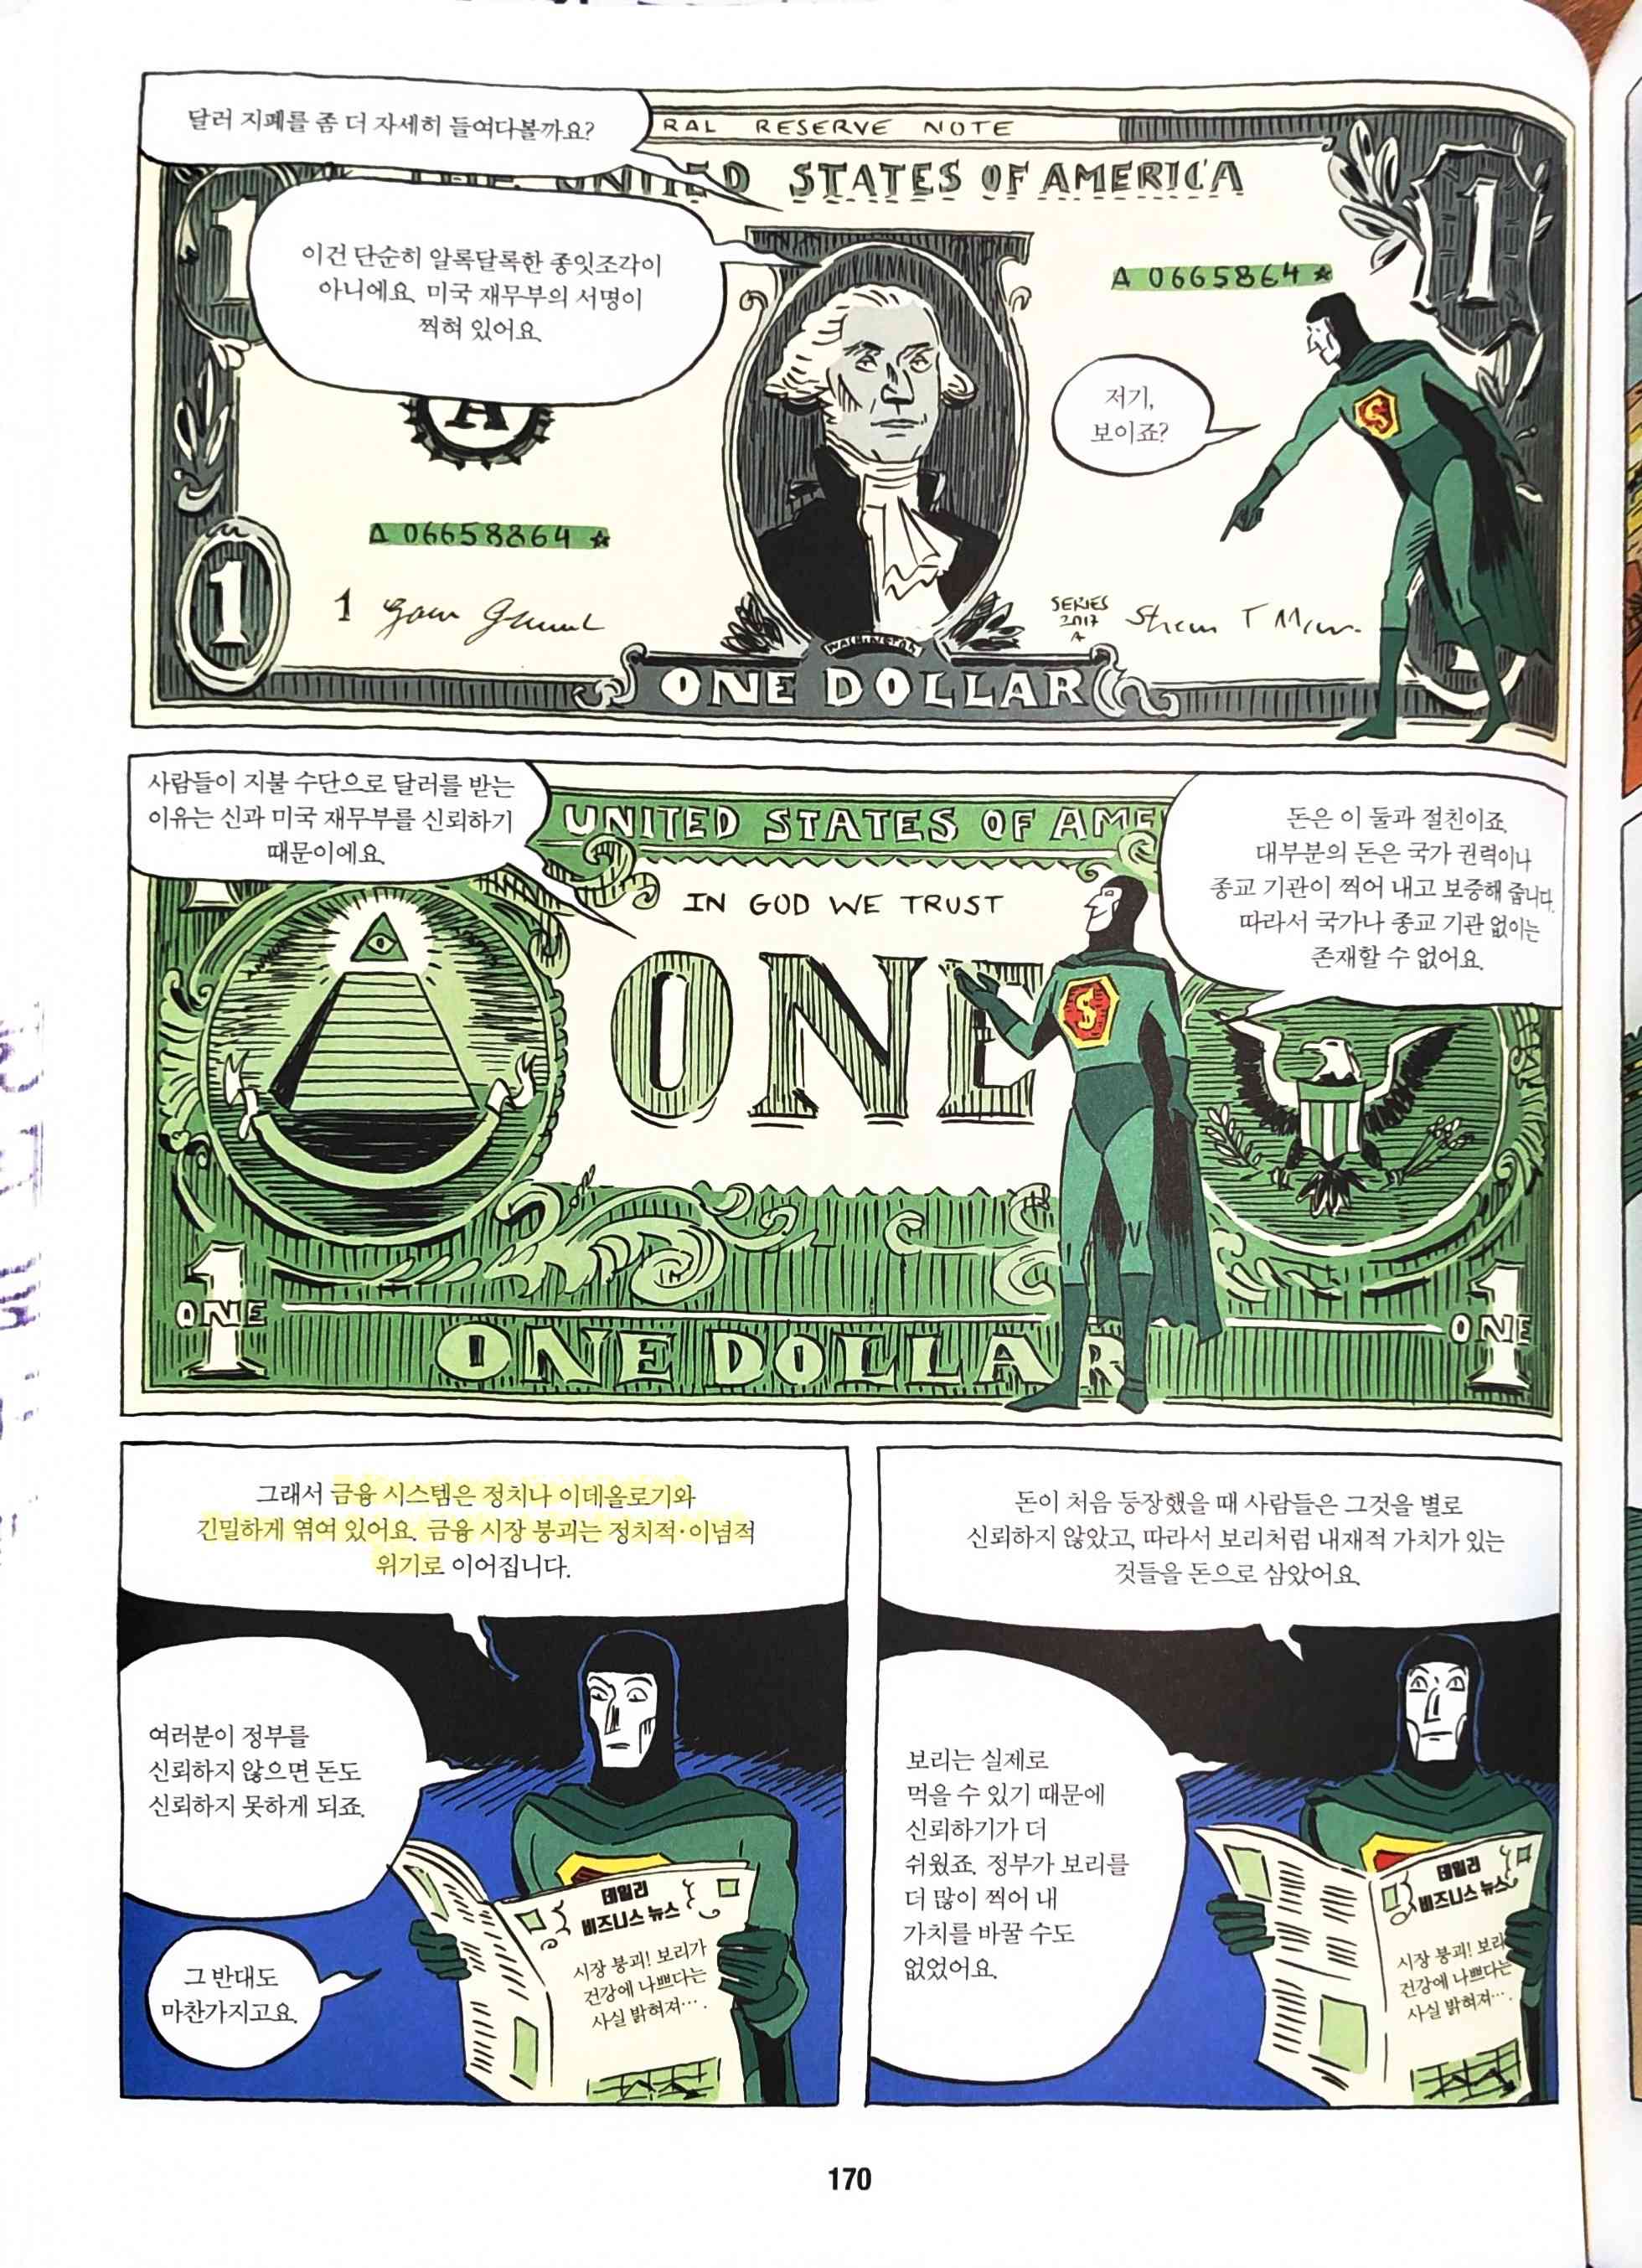 달러 지폐를 좀 더 자세히 들여다볼까요?
RAL RESERVE NOTE
THE UNITED STATES OF AMERICA
1
1
이건 단순히 알록달록한 종잇조각이
아니에요. 미국 재무부의 서명이
찍혀 있어요.
A 0665864 ★
저기,
보이죠?
A
A 06658864 ★
1
1
SERIES
2017
A
WASHINGTON
ONE DOLLAR
사람들이 지불 수단으로 달러를 받는
이유는 신과 미국 재무부를 신뢰하기
때문이에요.
UNITED STATES OF AME
돈은 이 둘과 절친이죠.
대부분의 돈은 국가 권력이나
종교 기관이 찍어 내고 보증해 줍니다.
따라서 국가나 종교 기관 없이는
존재할 수 없어요.
IN GOD WE TRUST
ONE
$
1
ONE
ONE DOLLAR
1
ONE
그래서 금융 시스템은 정치나 이데올로기와
긴밀하게 엮여 있어요. 금융 시장 붕괴는 정치적·이념적
위기로 이어집니다.
여러분이 정부를
신뢰하지 않으면 돈도
신뢰하지 못하게 되죠.
그 반대도
마찬가지고요.
데일리
비즈니스 뉴스
시장 붕괴! 보리가
건강에 나쁘다는
사실 밝혀져….
돈이 처음 등장했을 때 사람들은 그것을 별로
신뢰하지 않았고, 따라서 보리처럼 내재적 가치가 있는
것들을 돈으로 삼았어요.
보리는 실제로
먹을 수 있기 때문에
신뢰하기가 더
쉬웠죠. 정부가 보리를
더 많이 찍어 내
가치를 바꿀 수도
없었어요.
데일리
비즈니스 뉴스
시장 붕괴! 보리
건강에 나쁘다는
사실 밝혀져….
170